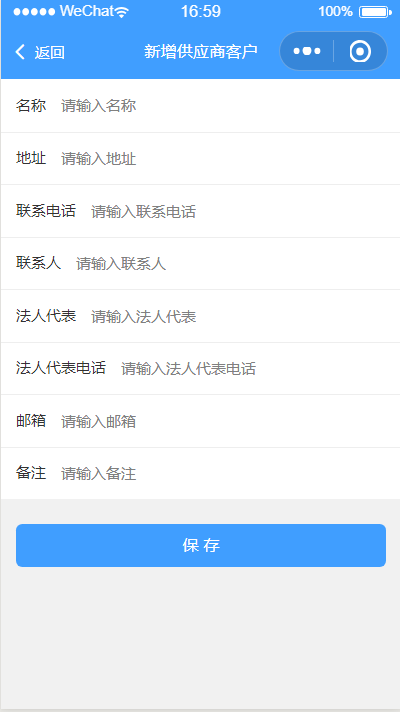 WeChat 16:59 100%
返回 新增供应商客户
名称 请输入名称
地址 请输入地址
联系电话 请输入联系电话
联系人 请输入联系人
法人代表 请输入法人代表
法人代表电话 请输入法人代表电话
邮箱 请输入邮箱
备注 请输入备注
保 存